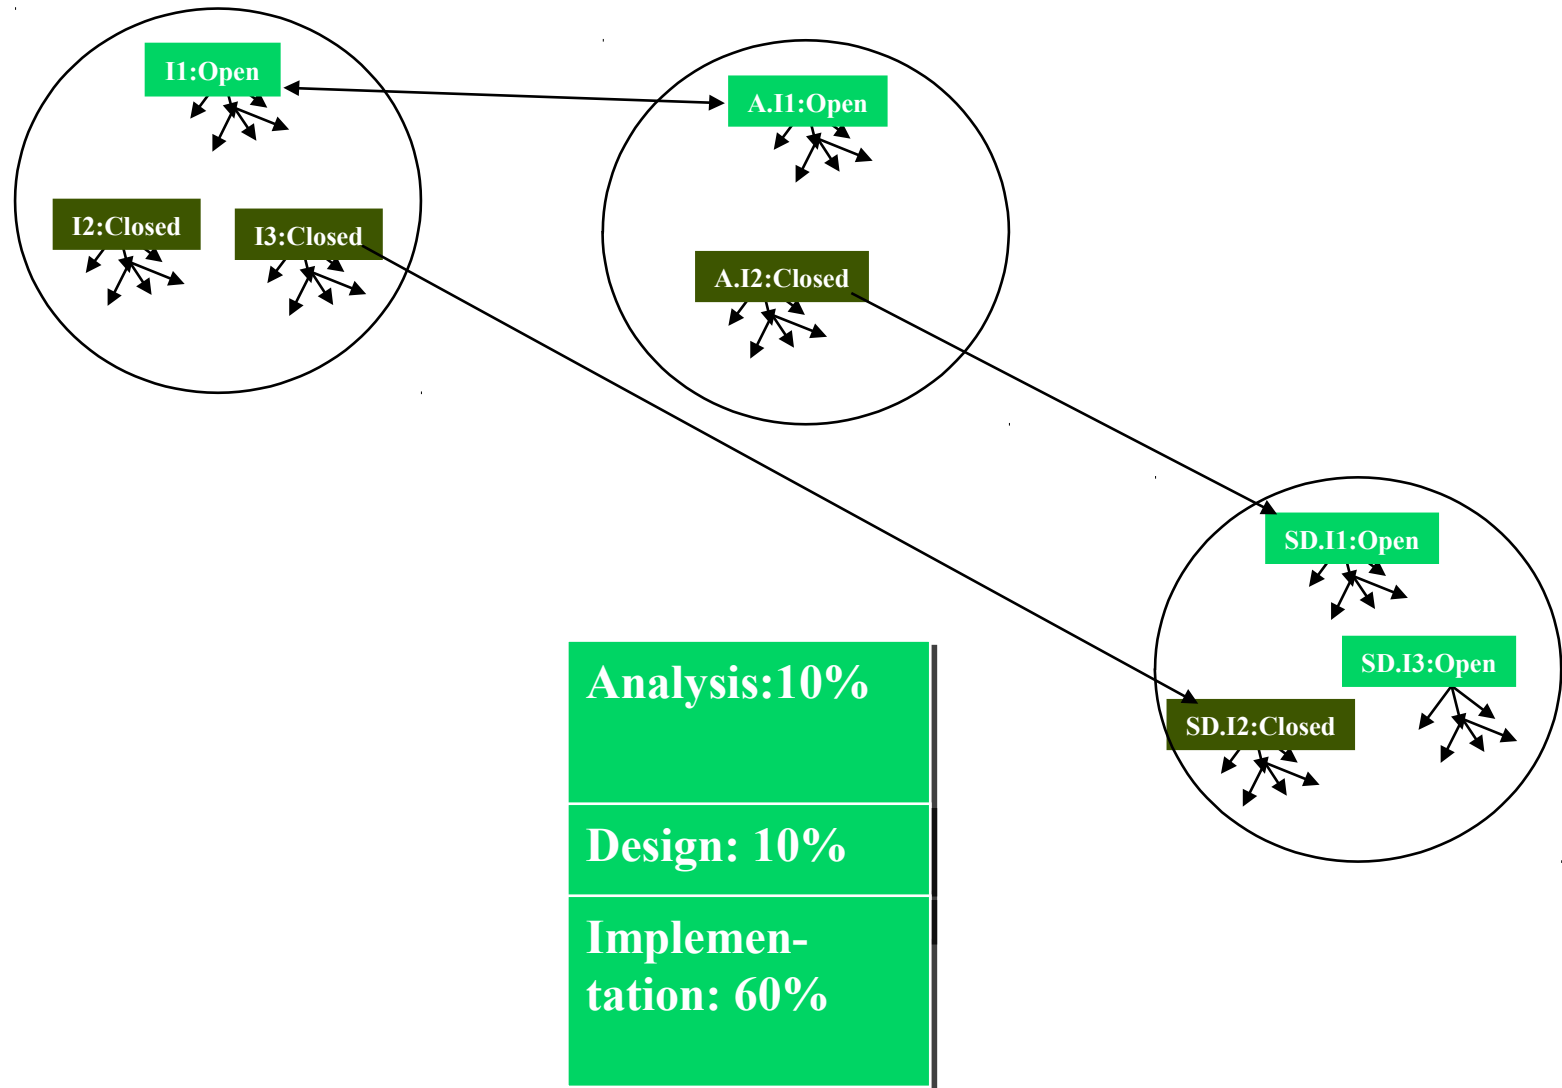 I1:Open
A.I1:Open
I2:Closed
I3:Closed
A.I2:Closed
SD.I1:Open
SD.I3:Open
SD.I2:Closed
Analysis:10%
Design: 10%
Implemen-
tation: 60%